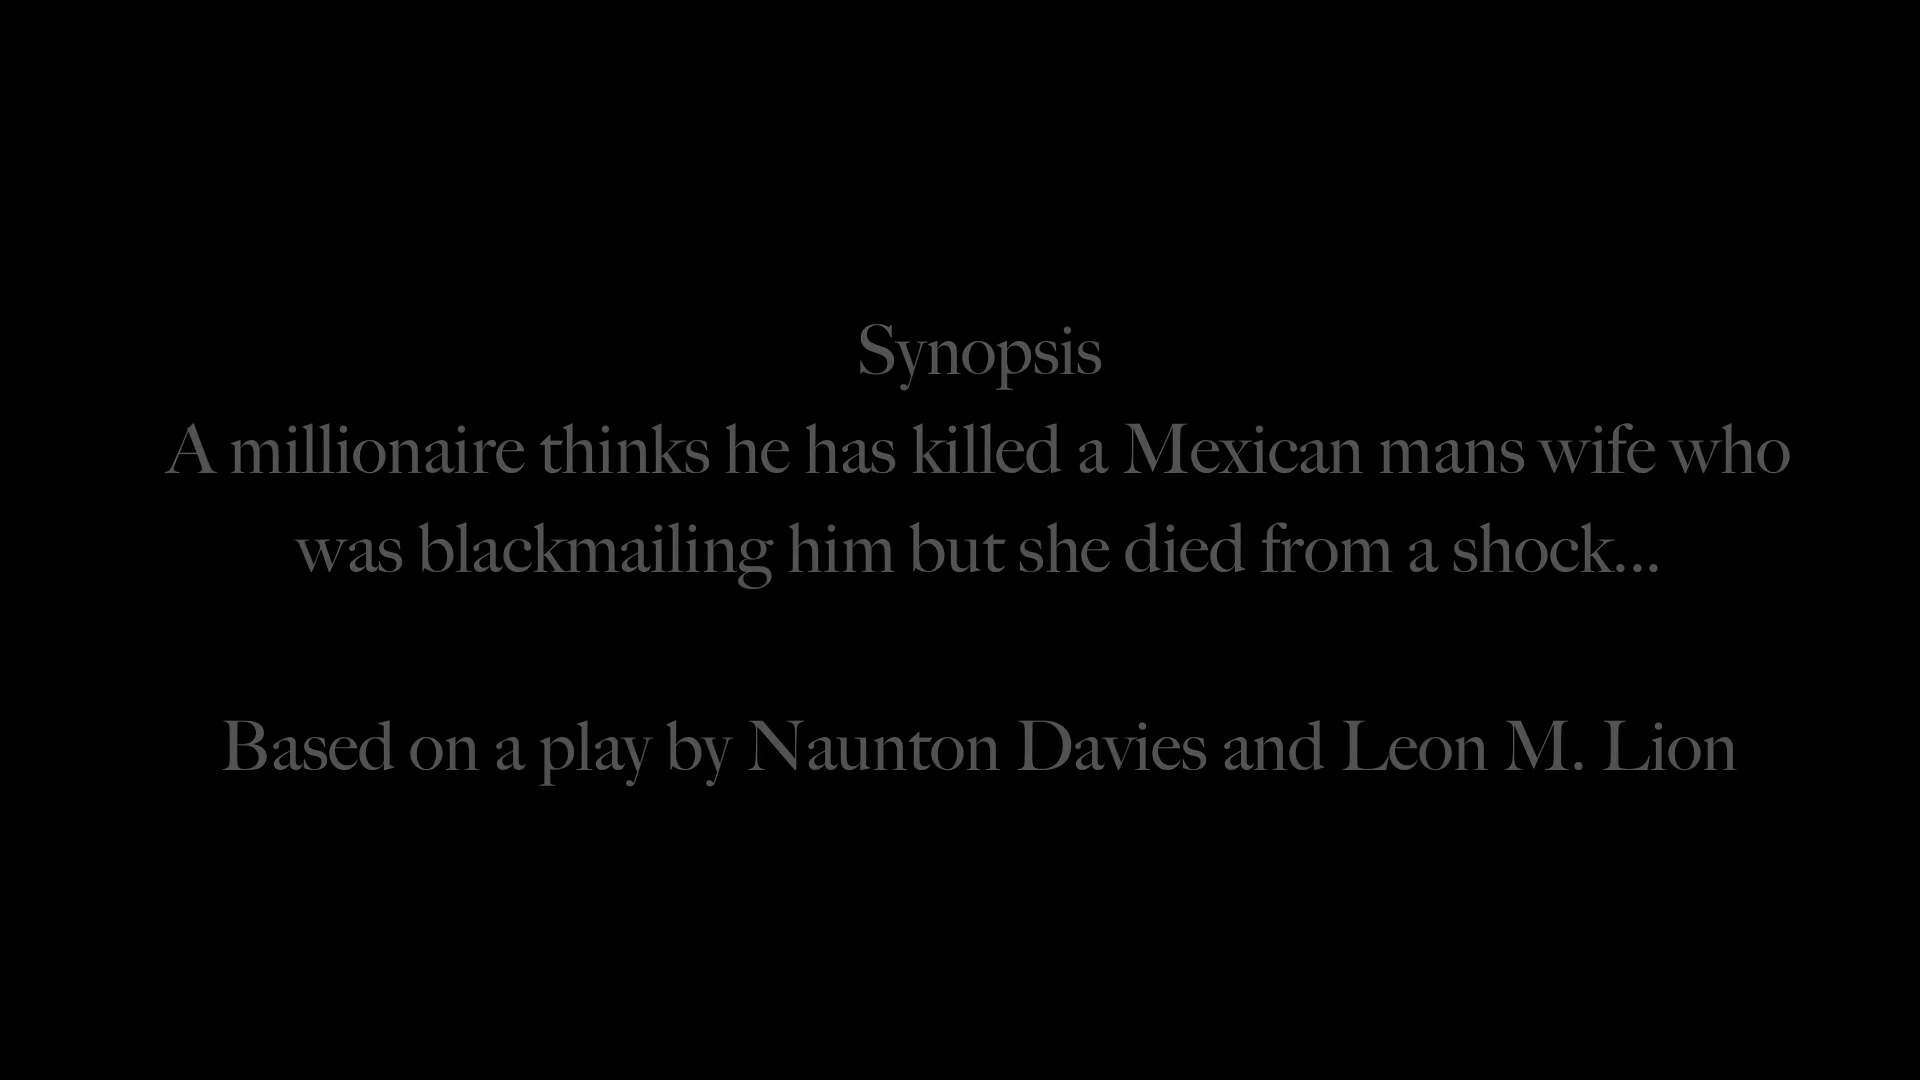 Synopsis
A millionaire thinks he has killed a Mexican mans wife who
was blackmailing him but she died from a shock...
Based on a play by Naunton Davies and Leon M. Lion